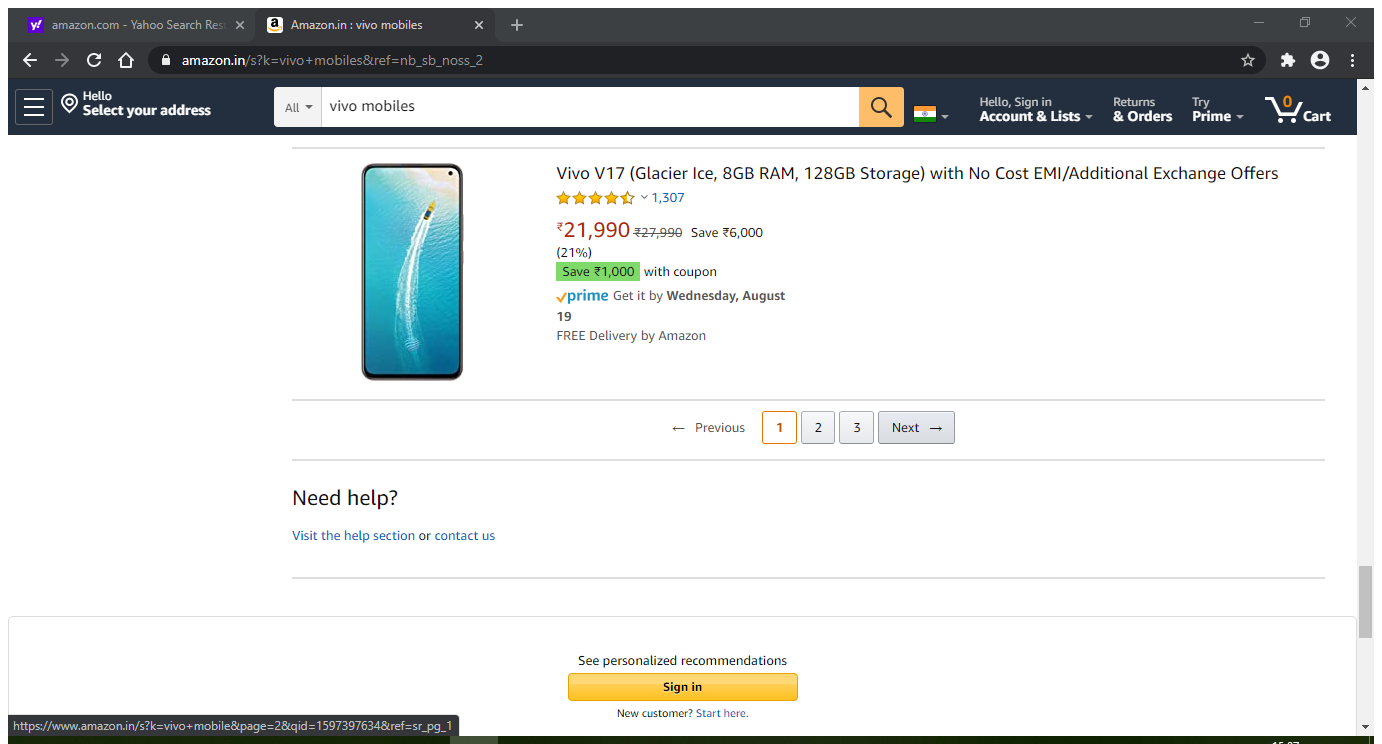 y! amazon.com - Yahoo Search Res
a Amazon.in : vivo mobiles
amazon.in/s?k=vivo+mobiles&ref=nb_sb_noss_2
Hello
Select your address
All
vivo mobiles
Hello, Sign in
Account & Lists
Returns
& Orders
Try
Prime
0
Cart
Vivo V17 (Glacier Ice, 8GB RAM, 128GB Storage) with No Cost EMI/Additional Exchange Offers
1,307
₹21,990 ₹27,990 Save ₹6,000
(21%)
Save ₹1,000 with coupon
prime Get it by Wednesday, August
19
FREE Delivery by Amazon
← Previous 1 2 3 Next →
Need help?
Visit the help section or contact us
See personalized recommendations
Sign in
New customer? Start here.
https://www.amazon.in/s?k=vivo+mobile&page=2&qid=1597397634&ref=sr_pg_1